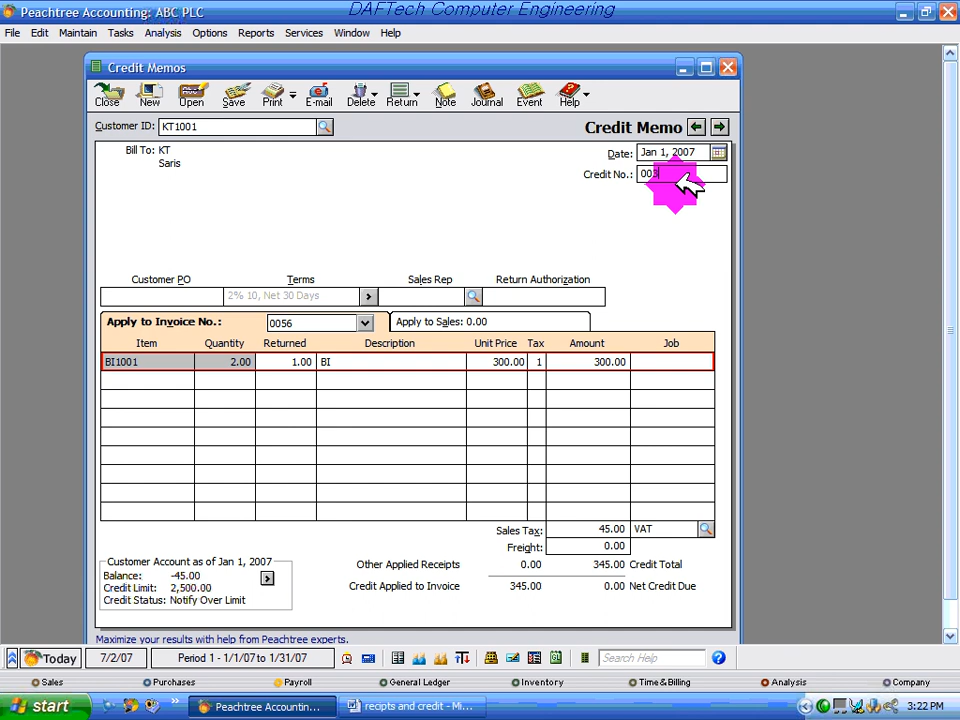 Peachtree Accounting: ABC PLC
DAFTech Computer Engineering
File Edit Maintain Tasks Analysis Options Reports Services Window Help
Credit Memos
Close New Open Save Print E-mail Delete Return Note Journal Event Help
Customer ID: KT1001
Credit Memo
Bill To: KT
Saris
Date: Jan 1, 2007
Credit No.: 003
Customer PO Terms Sales Rep Return Authorization
2% 10, Net 30 Days
Apply to Invoice No.: 0056 Apply to Sales: 0.00
Item Quantity Returned Description Unit Price Tax Amount Job
BI1001 2.00 1.00 BI 300.00 1 300.00
Sales Tax: 45.00 VAT
Freight: 0.00
Customer Account as of Jan 1, 2007
Balance: -45.00
Credit Limit: 2,500.00
Credit Status: Notify Over Limit
Other Applied Receipts 0.00 345.00 Credit Total
Credit Applied to Invoice 345.00 0.00 Net Credit Due
Maximize your results with help from Peachtree experts.
Today 7/2/07 Period 1 - 1/1/07 to 1/31/07 Search Help
Sales Purchases Payroll General Ledger Inventory Time & Billing Analysis Company
start Peachtree Accountin... recipts and credit - Mi... 3:22 PM